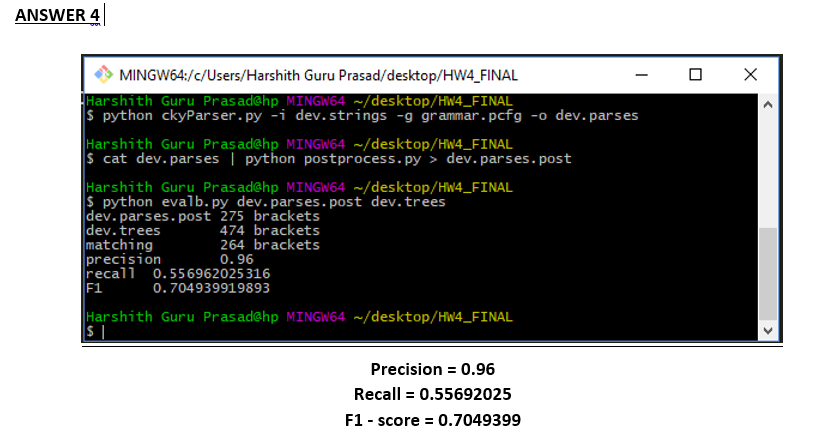 ANSWER 4
MINGW64:/c/Users/Harshith Guru Prasad/desktop/HW4_FINAL
Harshith Guru Prasad@hp MINGW64 ~/desktop/HW4_FINAL
$ python ckyParser.py -i dev.strings -g grammar.pcfg -o dev.parses
Harshith Guru Prasad@hp MINGW64 ~/desktop/HW4_FINAL
$ cat dev.parses | python postprocess.py > dev.parses.post
Harshith Guru Prasad@hp MINGW64 ~/desktop/HW4_FINAL
$ python evalb.py dev.parses.post dev.trees
dev.parses.post 275 brackets
dev.trees 474 brackets
matching 264 brackets
precision 0.96
recall 0.556962025316
F1 0.704939919893
Harshith Guru Prasad@hp MINGW64 ~/desktop/HW4_FINAL
$
Precision = 0.96
Recall = 0.55692025
F1 - score = 0.7049399